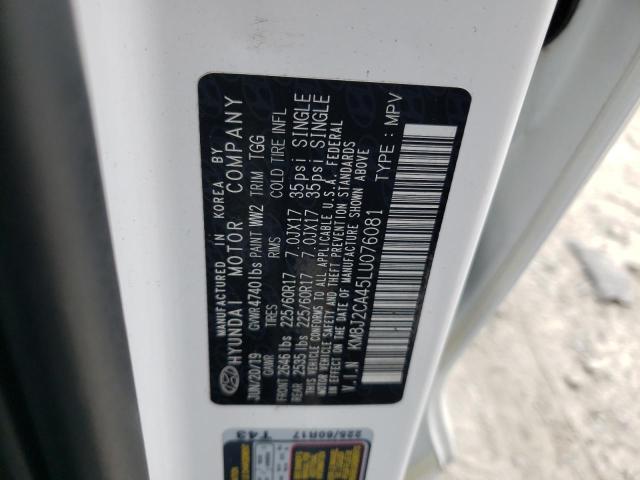 MANUFACTURED IN KOREA BY
HYUNDAI MOTOR COMPANY
JUN/20/19 GVWR 4740 lbs PAINT WW2 TRIM TGG
GAWR TIRES RIMS COLD TIRE INFL
FRONT 2646 lbs 225/60R17 7.0JX17 35psi SINGLE
REAR 2535 lbs 225/60R17 7.0JX17 35psi SINGLE
THIS VEHICLE CONFORMS TO ALL APPLICABLE U.S.A. FEDERAL
MOTOR VEHICLE SAFETY AND THEFT PREVENTION STANDARDS
IN EFFECT ON THE DATE OF MANUFACTURE SHOWN ABOVE
V.I.N KM8J2CA45LU076081 TYPE : MPV
225/60R17
T43